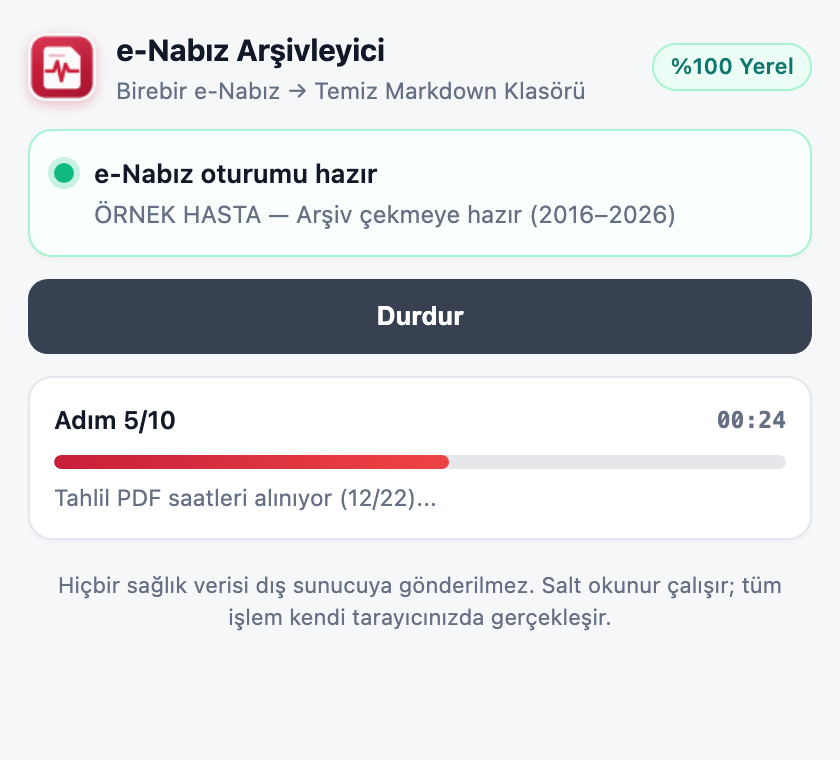 e-Nabız Arşivleyici
Birebir e-Nabız → Temiz Markdown Klasörü
%100 Yerel
e-Nabız oturumu hazır
ÖRNEK HASTA — Arşiv çekmeye hazır (2016–2026)
Durdur
Adım 5/10
00:24
Tahlil PDF saatleri alınıyor (12/22)...
Hiçbir sağlık verisi dış sunucuya gönderilmez. Salt okunur çalışır; tüm
işlem kendi tarayıcınızda gerçekleşir.